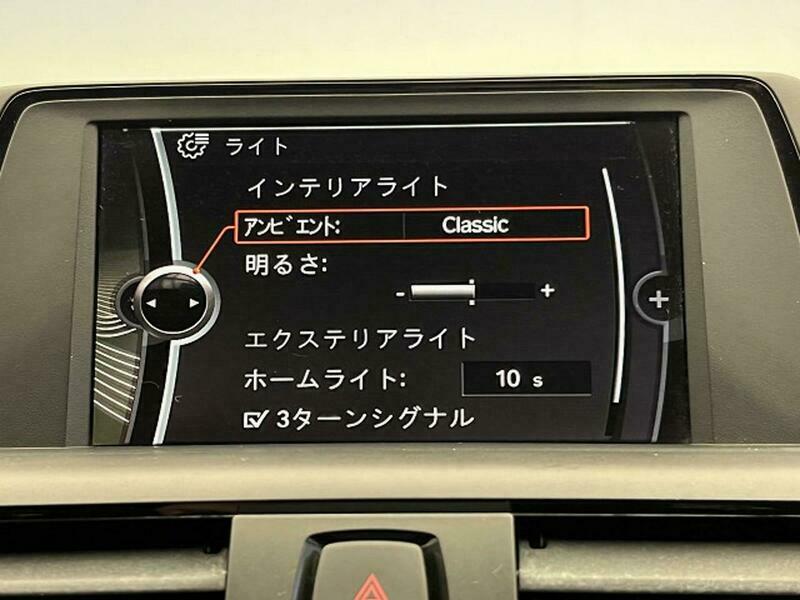 ライト
インテリアライト
アンビエント: Classic
明るさ:
- +
エクステリアライト
ホームライト: 10 s
3ターンシグナル